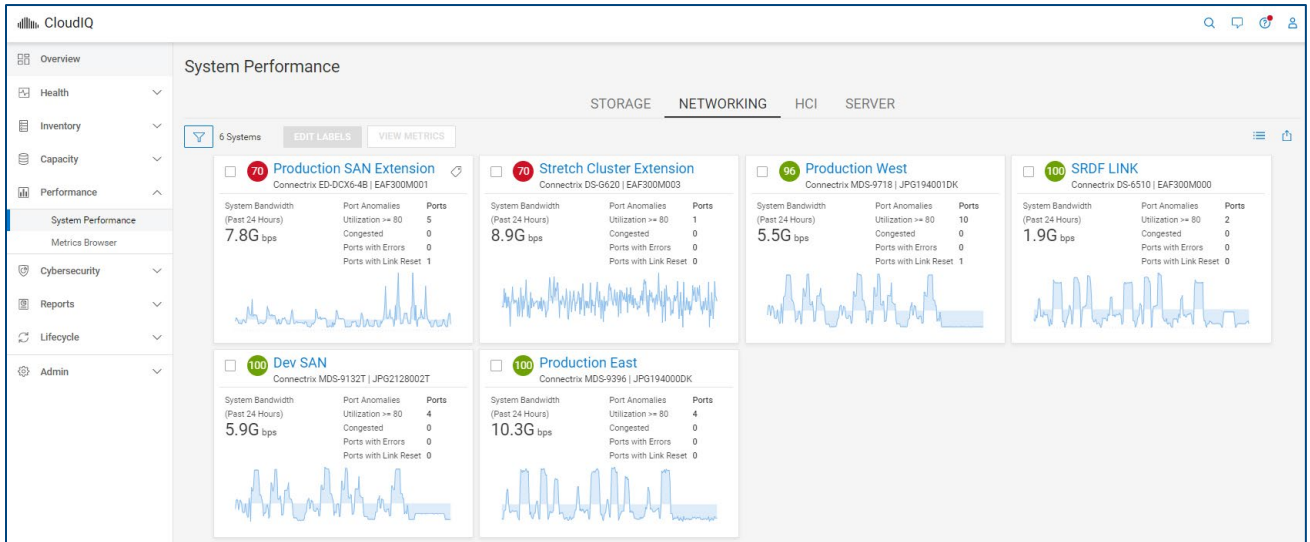 CloudIQ
Overview
Health
Inventory
Capacity
Performance
System Performance
Metrics Browser
Cybersecurity
Reports
Lifecycle
Admin
System Performance
STORAGE NETWORKING HCI SERVER
6 Systems EDIT LABELS VIEW METRICS
70 Production SAN Extension
Connectrix ED-DCX6-4B | EAF300M001
System Bandwidth Port Anomalies Ports
(Past 24 Hours) Utilization >= 80 5
7.8G bps Congested 0
Ports with Errors 0
Ports with Link Reset 1
70 Stretch Cluster Extension
Connectrix DS-G620 | EAF300M003
System Bandwidth Port Anomalies Ports
(Past 24 Hours) Utilization >= 80 1
8.9G bps Congested 0
Ports with Errors 0
Ports with Link Reset 0
96 Production West
Connectrix MDS-9718 | JPG194001DK
System Bandwidth Port Anomalies Ports
(Past 24 Hours) Utilization >= 80 10
5.5G bps Congested 0
Ports with Errors 0
Ports with Link Reset 1
100 SRDF LINK
Connectrix DS-6510 | EAF300M000
System Bandwidth Port Anomalies Ports
(Past 24 Hours) Utilization >= 80 2
1.9G bps Congested 0
Ports with Errors 0
Ports with Link Reset 0
100 Dev SAN
Connectrix MDS-9132T | JPG2128002T
System Bandwidth Port Anomalies Ports
(Past 24 Hours) Utilization >= 80 4
5.9G bps Congested 0
Ports with Errors 0
Ports with Link Reset 0
100 Production East
Connectrix MDS-9396 | JPG194000DK
System Bandwidth Port Anomalies Ports
(Past 24 Hours) Utilization >= 80 4
10.3G bps Congested 0
Ports with Errors 0
Ports with Link Reset 0